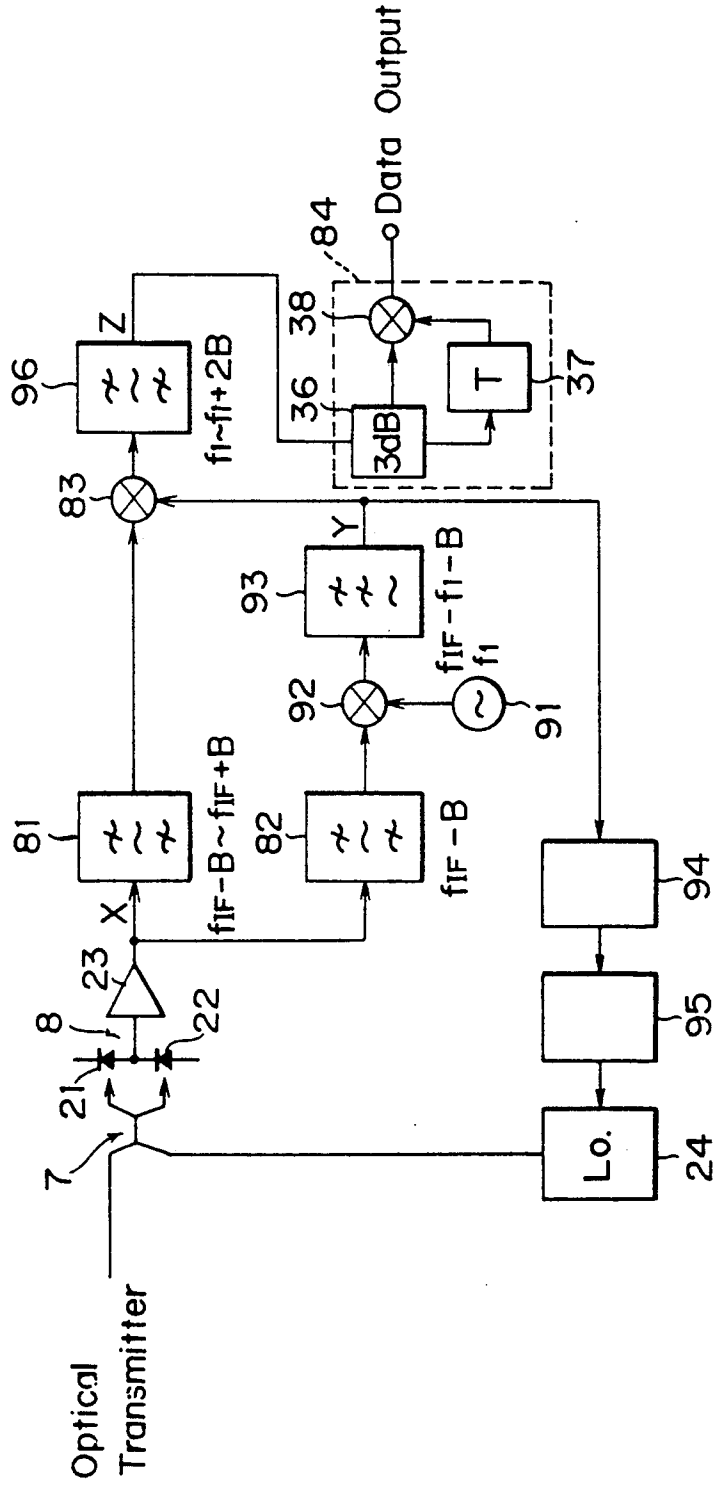 Optical
Transmitter
7
21
8
22
23
X
81
fIF-B~fIF+B
83
96
Z
f1~f1+2B
82
fIF-B
92
91
f1
93
fIF-f1-B
Y
36
3dB
38
84
T
37
Data Output
Lo.
24
95
94